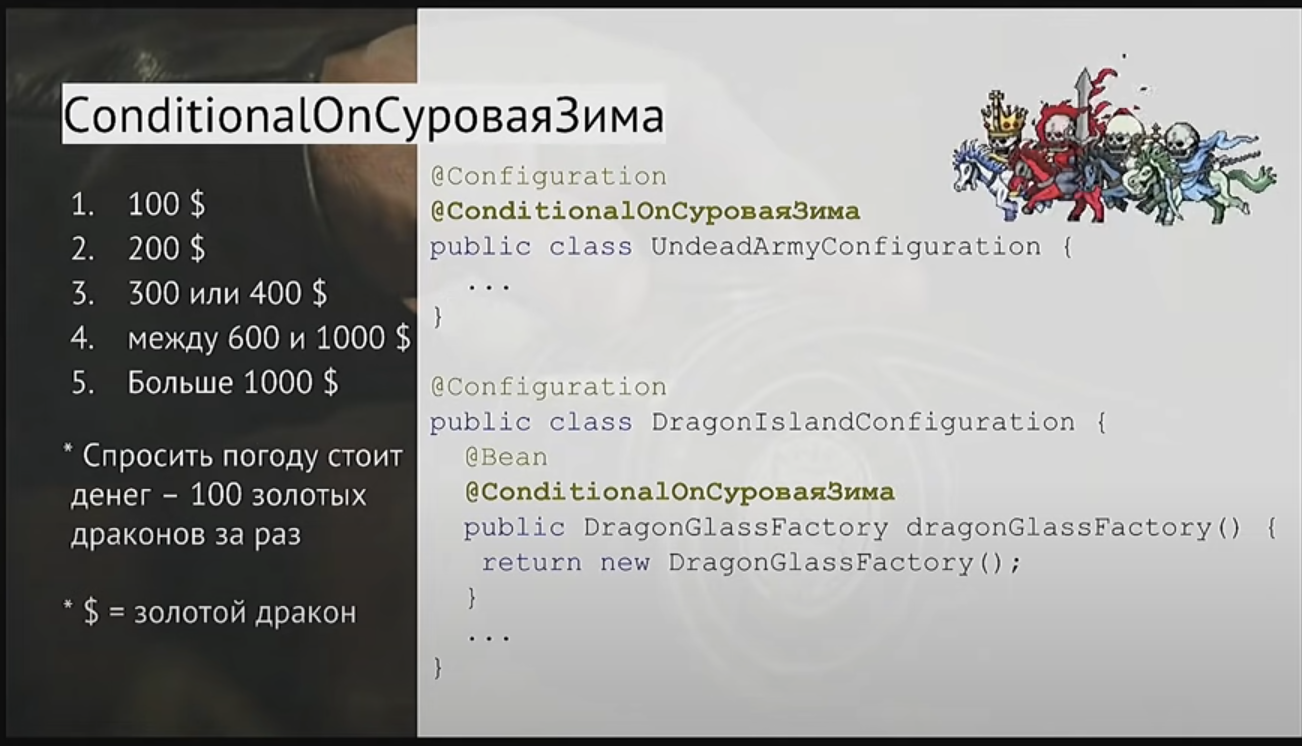 ConditionalOnСуроваяЗима
1. 100 $
2. 200 $
3. 300 или 400 $
4. между 600 и 1000 $
5. Больше 1000 $
* Спросить погоду стоит
денег – 100 золотых
драконов за раз
* $ = золотой дракон
@Configuration
@ConditionalOnСуроваяЗима
public class UndeadArmyConfiguration {
...
}
@Configuration
public class DragonIslandConfiguration {
@Bean
@ConditionalOnСуроваяЗима
public DragonGlassFactory dragonGlassFactory() {
return new DragonGlassFactory();
}
...
}